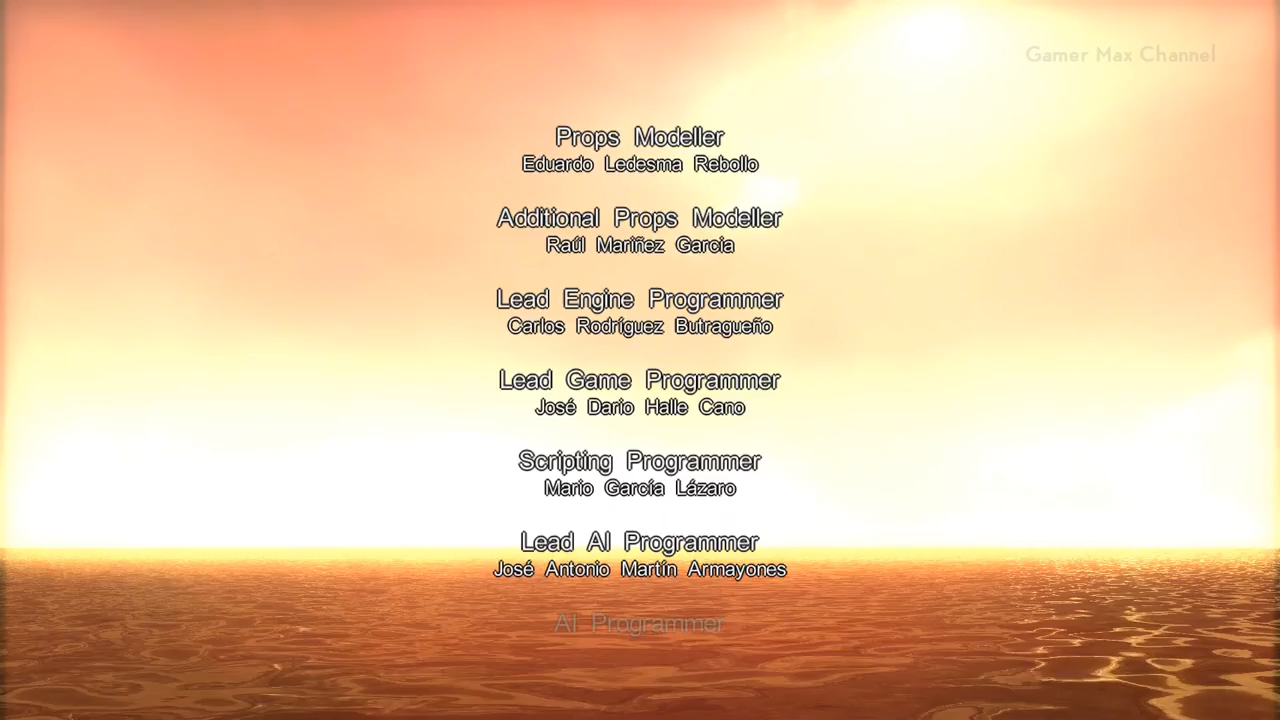 Gamer Max Channel
Props Modeller
Eduardo Ledesma Rebollo
Additional Props Modeller
Raúl Mariñez García
Lead Engine Programmer
Carlos Rodríguez Butragueño
Lead Game Programmer
José Dario Halle Cano
Scripting Programmer
Mario García Lázaro
Lead AI Programmer
José Antonio Martín Armayones
AI Programmer